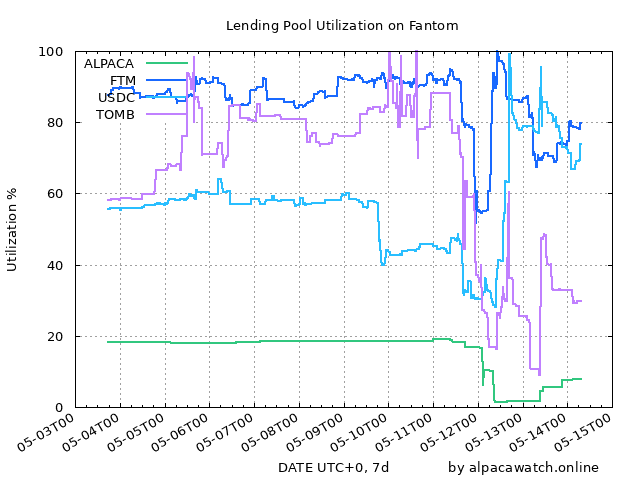 Lending Pool Utilization on Fantom
ALPACA
FTM
USDC
TOMB
Utilization %
100
80
60
40
20
0
05-03T00
05-04T00
05-05T00
05-06T00
05-07T00
05-08T00
05-09T00
05-10T00
05-11T00
05-12T00
05-13T00
05-14T00
05-15T00
DATE UTC+0, 7d
by alpacawatch.online